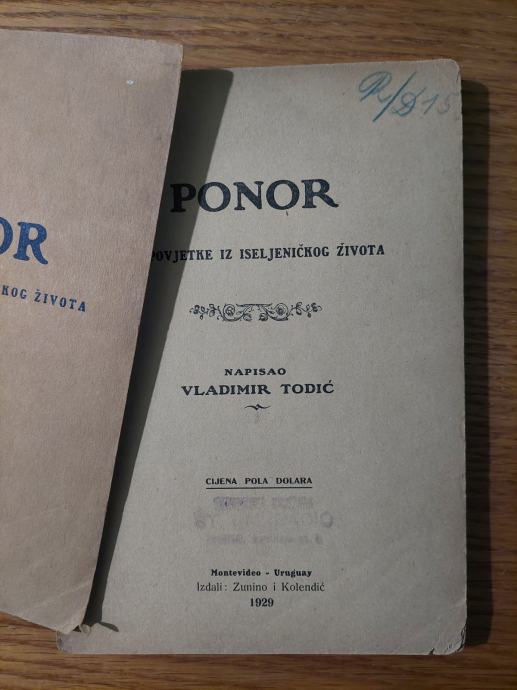 OR
KOG ŽIVOTA
R/D 15
PONOR
POVJETKE IZ ISELJENIČKOG ŽIVOTA
NAPISAO
VLADIMIR TODIĆ
CIJENA POLA DOLARA
Montevideo - Uruguay
Izdali: Zunino i Kolendić
1929